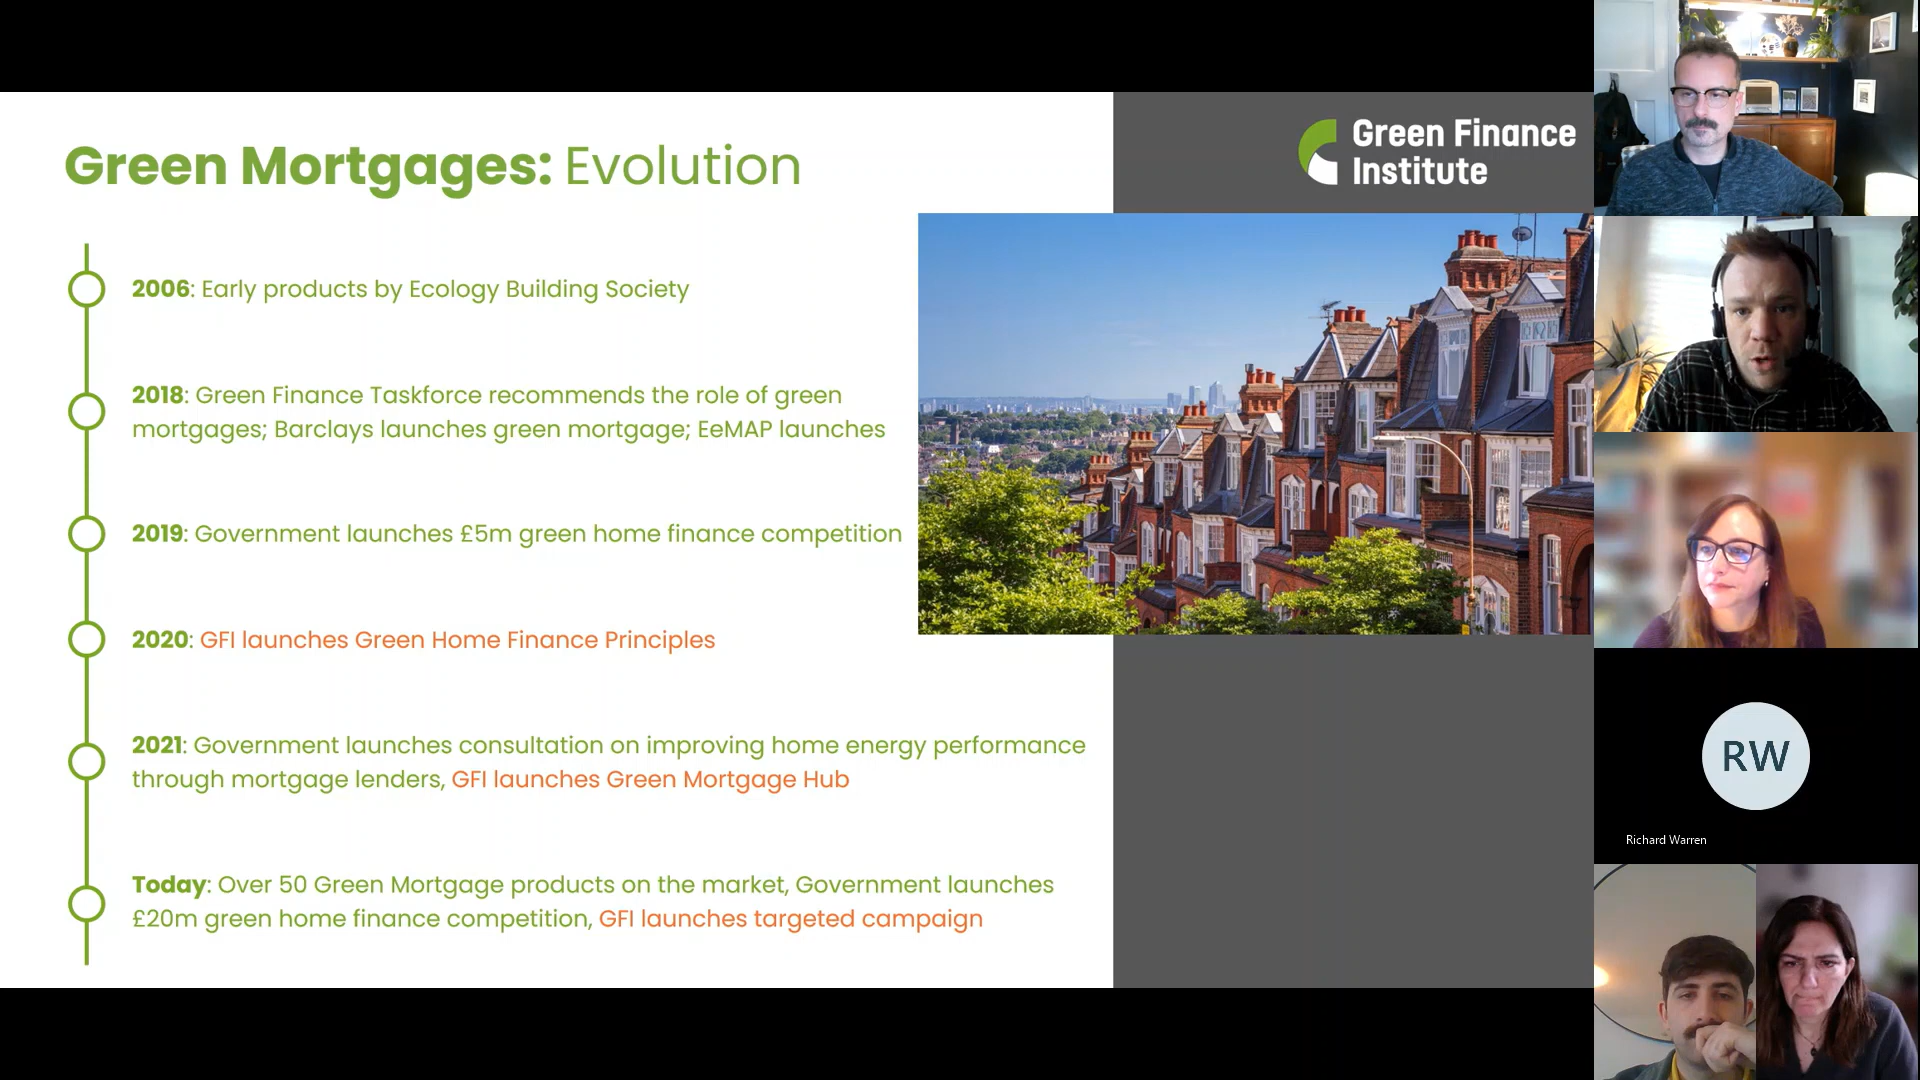 Green Mortgages: Evolution
Green Finance
Institute
2006: Early products by Ecology Building Society
2018: Green Finance Taskforce recommends the role of green
mortgages; Barclays launches green mortgage; EeMAP launches
2019: Government launches £5m green home finance competition
2020: GFI launches Green Home Finance Principles
2021: Government launches consultation on improving home energy performance
through mortgage lenders, GFI launches Green Mortgage Hub
Today: Over 50 Green Mortgage products on the market, Government launches
£20m green home finance competition, GFI launches targeted campaign
RW
Richard Warren